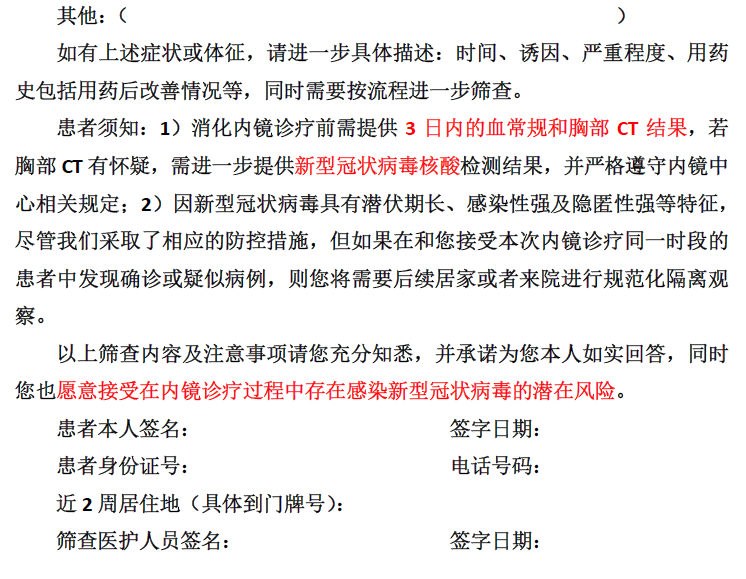 其他：（ ）
如有上述症状或体征，请进一步具体描述：时间、诱因、严重程度、用药
史包括用药后改善情况等，同时需要按流程进一步筛查。
患者须知：1）消化内镜诊疗前需提供 3 日内的血常规和胸部 CT 结果，若
胸部 CT 有怀疑，需进一步提供新型冠状病毒核酸检测结果，并严格遵守内镜中
心相关规定；2）因新型冠状病毒具有潜伏期长、感染性强及隐匿性强等特征，
尽管我们采取了相应的防控措施，但如果在和您接受本次内镜诊疗同一时段的
患者中发现确诊或疑似病例，则您将需要后续居家或者来院进行规范化隔离观
察。
以上筛查内容及注意事项请您充分知悉，并承诺为您本人如实回答，同时
您也愿意接受在内镜诊疗过程中存在感染新型冠状病毒的潜在风险。
患者本人签名： 签字日期：
患者身份证号： 电话号码：
近 2 周居住地（具体到门牌号）：
筛查医护人员签名： 签字日期：